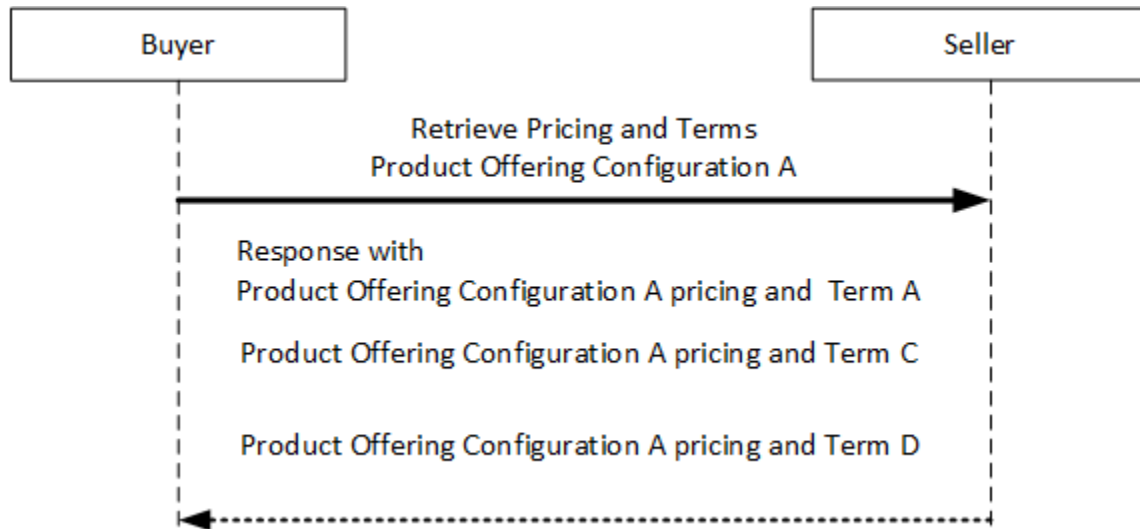 Buyer
Seller
Retrieve Pricing and Terms
Product Offering Configuration A
Response with
Product Offering Configuration A pricing and  Term A
Product Offering Configuration A pricing and Term C
Product Offering Configuration A pricing and Term D